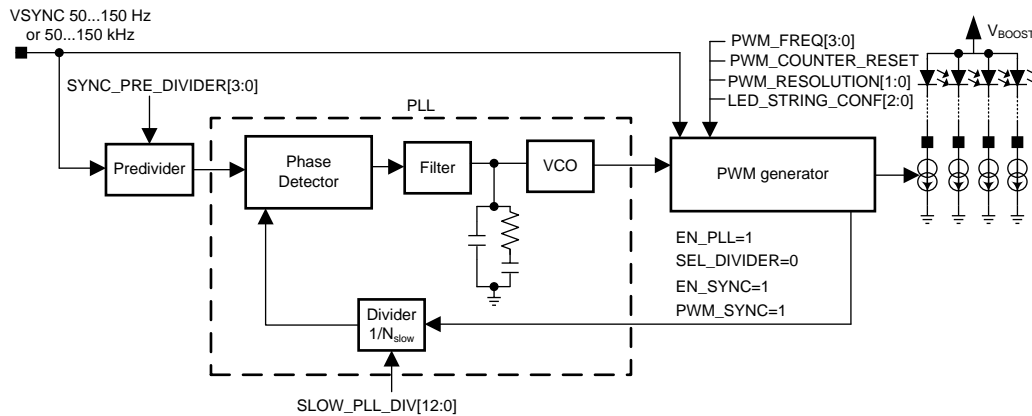 VSYNC 50...150 Hz
or 50...150 kHz
SYNC_PRE_DIVIDER[3:0]
PLL
Predivider
Phase
Detector
Filter
VCO
PWM_FREQ[3:0]
PWM_COUNTER_RESET
PWM_RESOLUTION[1:0]
LED_STRING_CONF[2:0]
PWM generator
VBOOST
EN_PLL=1
SEL_DIVIDER=0
EN_SYNC=1
PWM_SYNC=1
Divider
1/Nslow
SLOW_PLL_DIV[12:0]